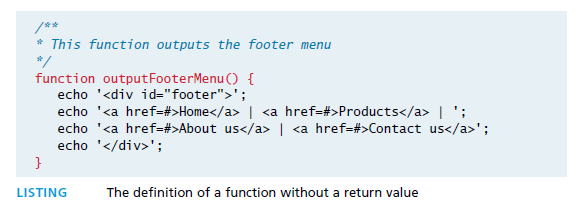 /**
* This function outputs the footer menu
*/
function outputFooterMenu() {
echo '<div id="footer">';
echo '<a href=#>Home</a> | <a href=#>Products</a> | ';
echo '<a href=#>About us</a> | <a href=#>Contact us</a>';
echo '</div>';
}
LISTING The definition of a function without a return value